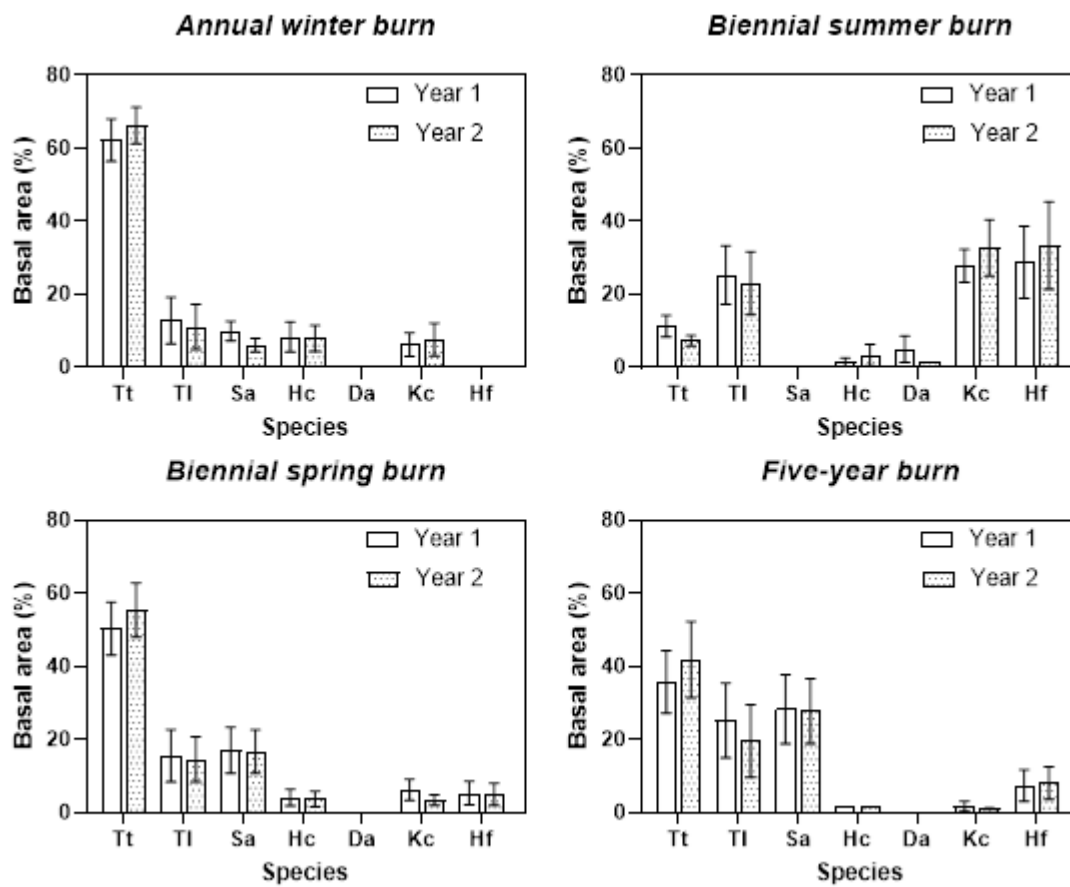 Annual winter burn
80
60
40
20
0
Basal area (%)
Year 1
Year 2
Tt Tl Sa Hc Da Kc Hf
Species
Biennial summer burn
80
60
40
20
0
Basal area (%)
Year 1
Year 2
Tt Tl Sa Hc Da Kc Hf
Species
Biennial spring burn
80
60
40
20
0
Basal area (%)
Year 1
Year 2
Tt Tl Sa Hc Da Kc Hf
Species
Five-year burn
80
60
40
20
0
Basal area (%)
Year 1
Year 2
Tt Tl Sa Hc Da Kc Hf
Species